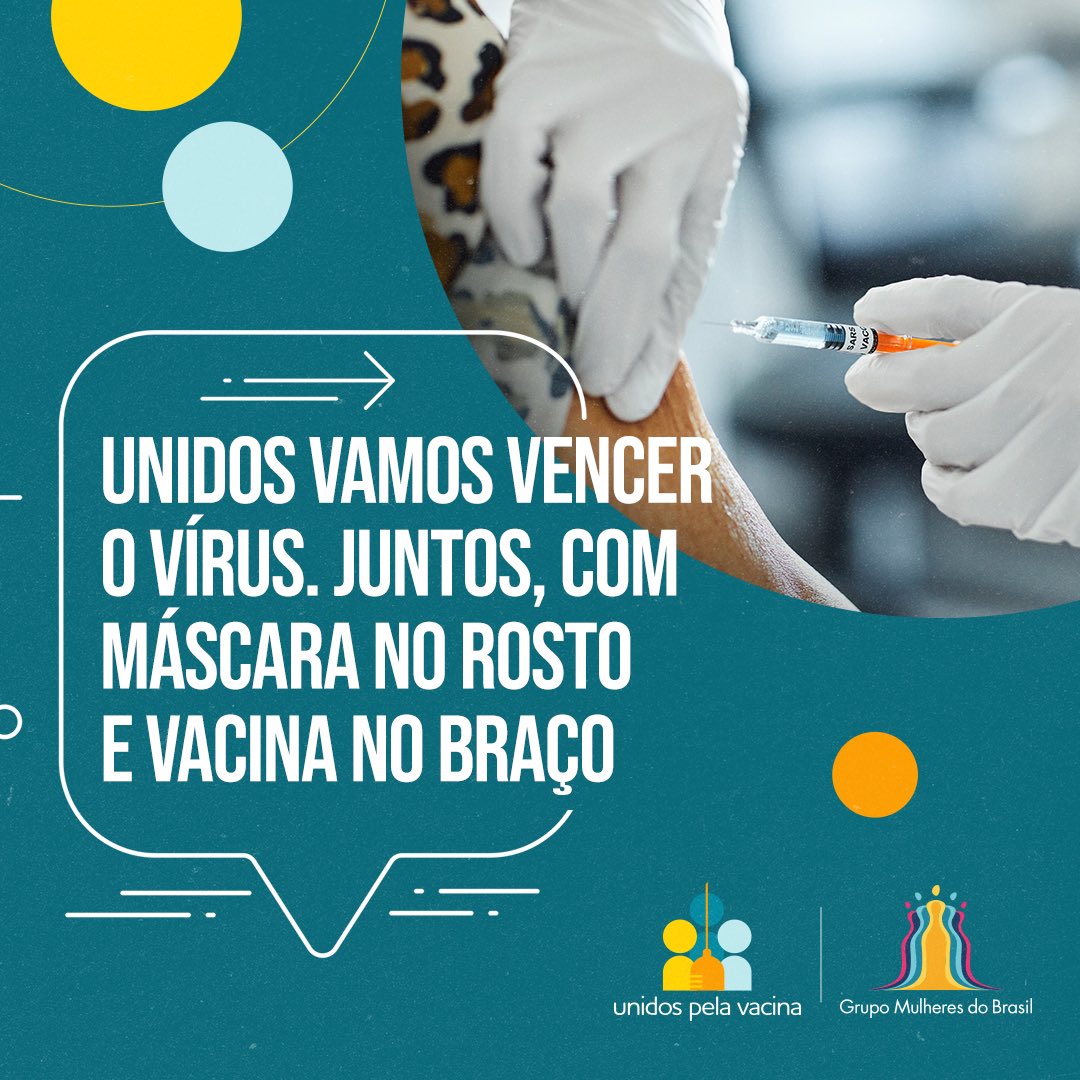 SARS
UNIDOS VAMOS VENCER
O VÍRUS. JUNTOS, COM
MÁSCARA NO ROSTO
E VACINA NO BRAÇO
unidos pela vacina
Grupo Mulheres do Brasil